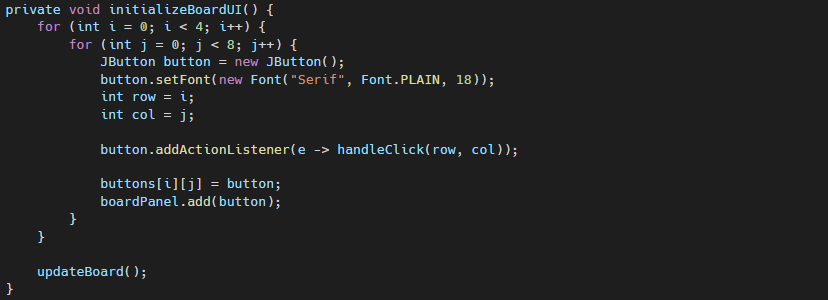 private void initializeBoardUI() {
    for (int i = 0; i < 4; i++) {
        for (int j = 0; j < 8; j++) {
            JButton button = new JButton();
            button.setFont(new Font("Serif", Font.PLAIN, 18));
            int row = i;
            int col = j;

            button.addActionListener(e -> handleClick(row, col));

            buttons[i][j] = button;
            boardPanel.add(button);
        }
    }

    updateBoard();
}